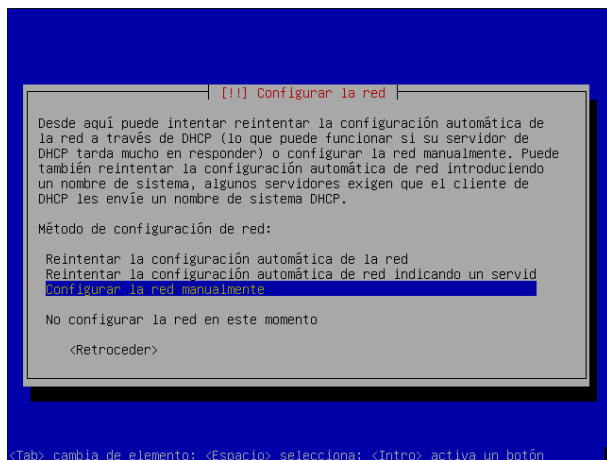 [!!] Configurar la red
Desde aquí puede intentar reintentar la configuración automática de
la red a través de DHCP (lo que puede funcionar si su servidor de
DHCP tarda mucho en responder) o configurar la red manualmente. Puede
también reintentar la configuración automática de red introduciendo
un nombre de sistema, algunos servidores exigen que el cliente de
DHCP les envíe un nombre de sistema DHCP.
Método de configuración de red:
Reintentar la configuración automática de la red
Reintentar la configuración automática de red indicando un servid
Configurar la red manualmente
No configurar la red en este momento
<Retroceder>
<Tab> cambia de elemento; <Espacio> selecciona; <Intro> activa un botón